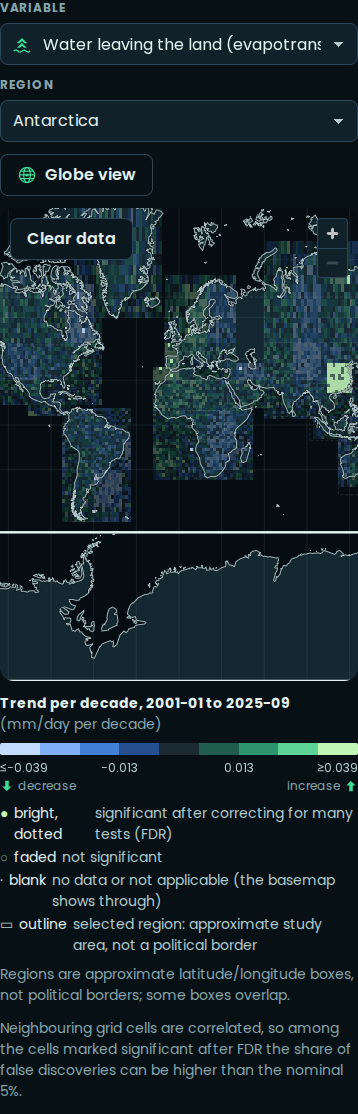 VARIABLE
Water leaving the land (evapotrans
REGION
Antarctica
Globe view
Clear data
+
−
Trend per decade, 2001-01 to 2025-09
(mm/day per decade)
≤-0.039 -0.013 0.013 ≥0.039
decrease increase
bright, dotted significant after correcting for many
tests (FDR)
faded not significant
blank no data or not applicable (the basemap
shows through)
outline selected region: approximate study
area, not a political border
Regions are approximate latitude/longitude boxes,
not political borders; some boxes overlap.
Neighbouring grid cells are correlated, so among
the cells marked significant after FDR the share of
false discoveries can be higher than the nominal
5%.